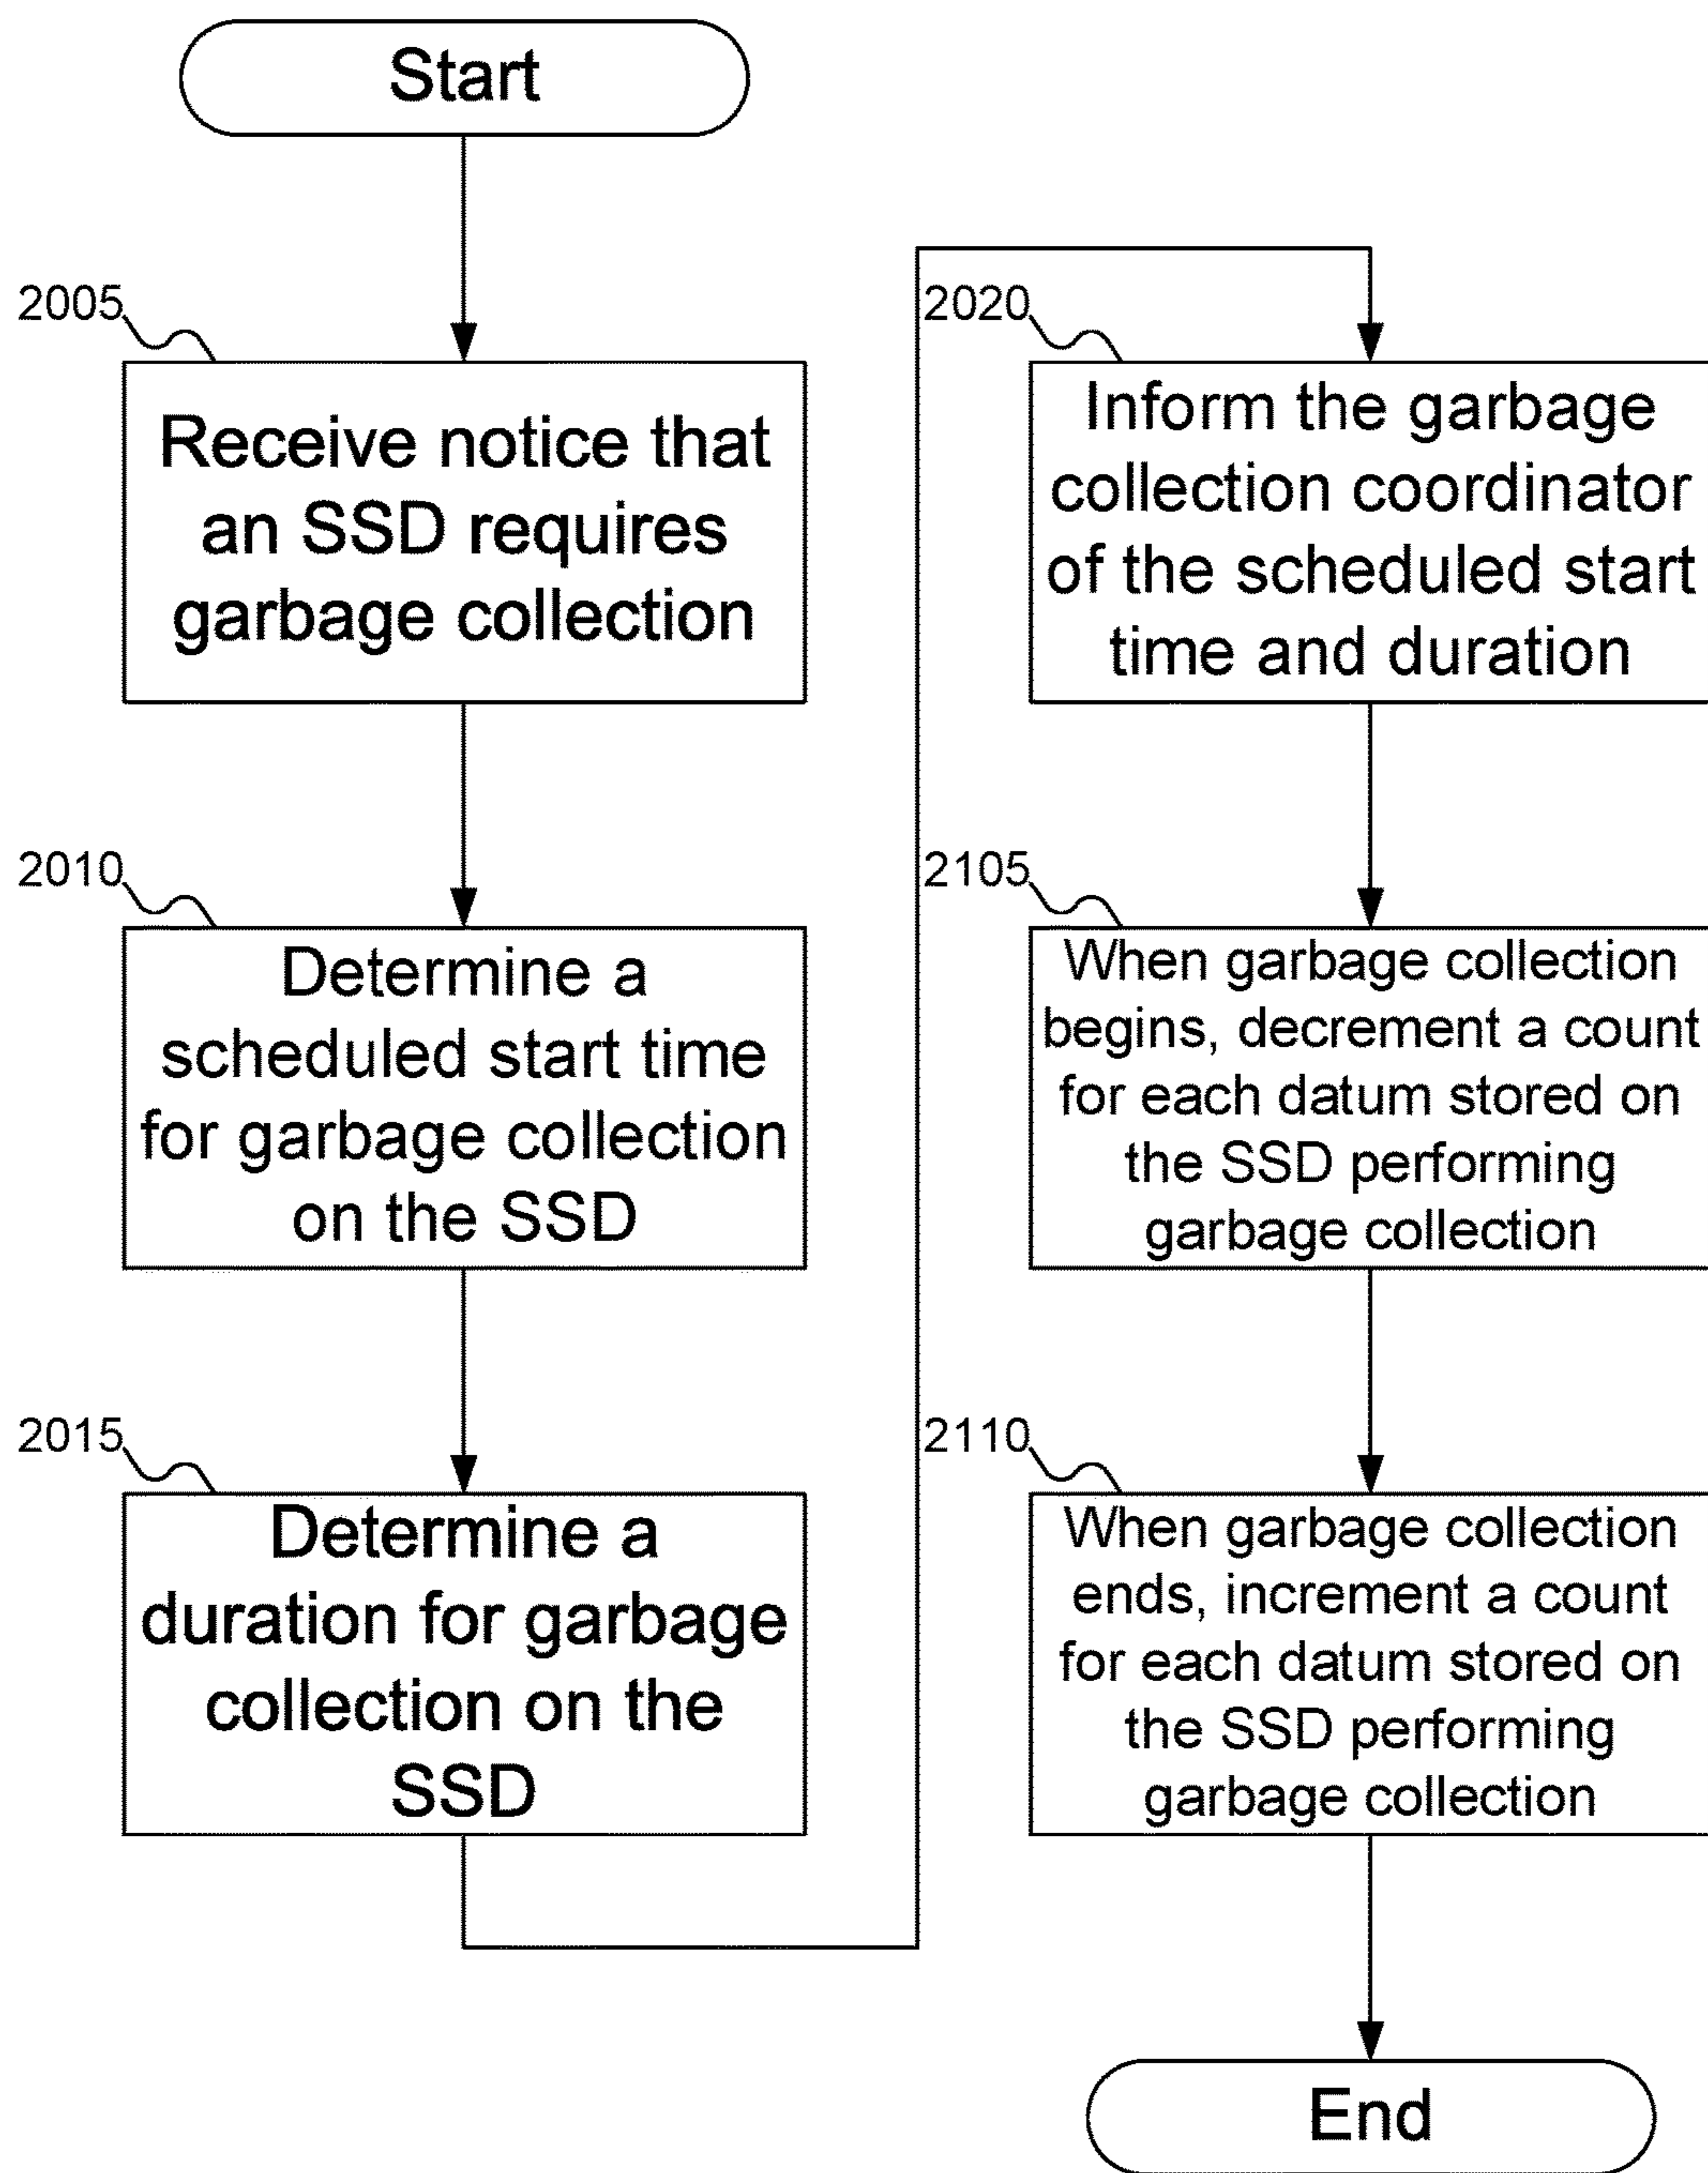 Start
2005
Receive notice that
an SSD requires
garbage collection
2010
Determine a
scheduled start time
for garbage collection
on the SSD
2015
Determine a
duration for garbage
collection on the
SSD
2020
Inform the garbage
collection coordinator
of the scheduled start
time and duration
2105
When garbage collection
begins, decrement a count
for each datum stored on
the SSD performing
garbage collection
2110
When garbage collection
ends, increment a count
for each datum stored on
the SSD performing
garbage collection
End